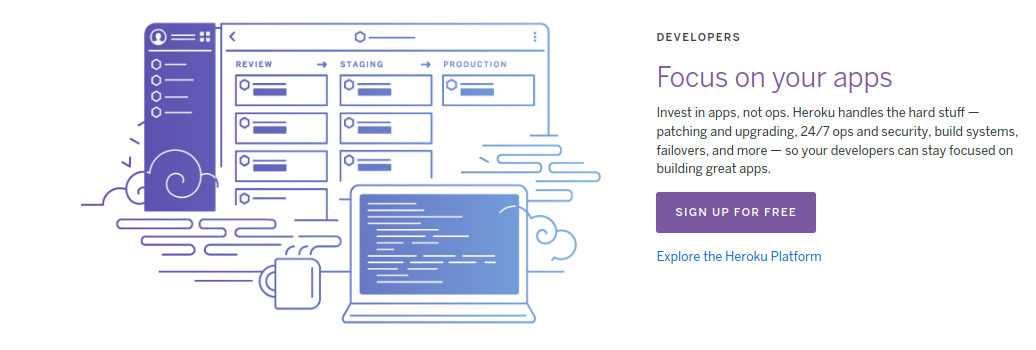 REVIEW
STAGING
PRODUCTION
DEVELOPERS
Focus on your apps
Invest in apps, not ops. Heroku handles the hard stuff —
patching and upgrading, 24/7 ops and security, build systems,
failovers, and more — so your developers can stay focused on
building great apps.
SIGN UP FOR FREE
Explore the Heroku Platform